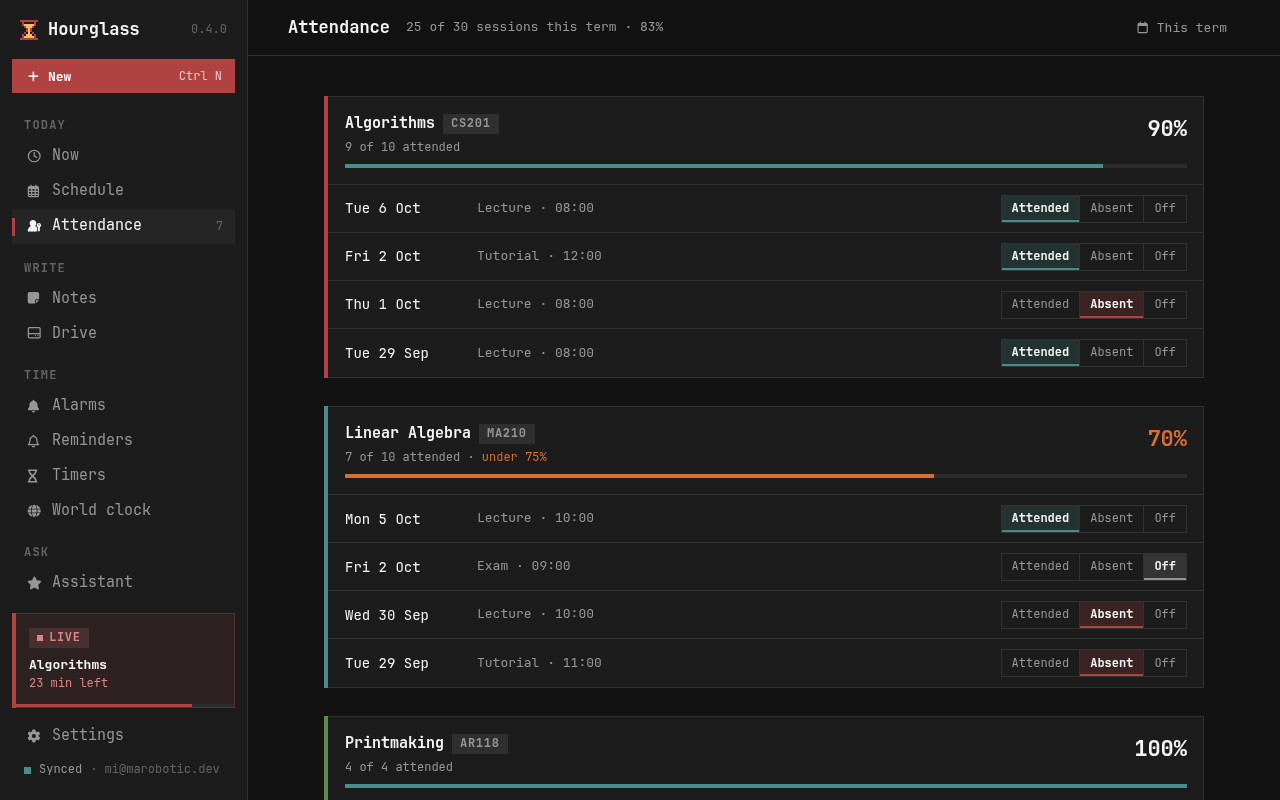 Hourglass 0.4.0
+ New Ctrl N
TODAY
Now
Schedule
Attendance 7
WRITE
Notes
Drive
TIME
Alarms
Reminders
Timers
World clock
ASK
Assistant
LIVE
Algorithms
23 min left
Settings
Synced · mi@marobotic.dev
Attendance 25 of 30 sessions this term · 83% This term
Algorithms CS201 90%
9 of 10 attended
Tue 6 Oct Lecture · 08:00 Attended Absent Off
Fri 2 Oct Tutorial · 12:00 Attended Absent Off
Thu 1 Oct Lecture · 08:00 Attended Absent Off
Tue 29 Sep Lecture · 08:00 Attended Absent Off
Linear Algebra MA210 70%
7 of 10 attended · under 75%
Mon 5 Oct Lecture · 10:00 Attended Absent Off
Fri 2 Oct Exam · 09:00 Attended Absent Off
Wed 30 Sep Lecture · 10:00 Attended Absent Off
Tue 29 Sep Tutorial · 11:00 Attended Absent Off
Printmaking AR118 100%
4 of 4 attended